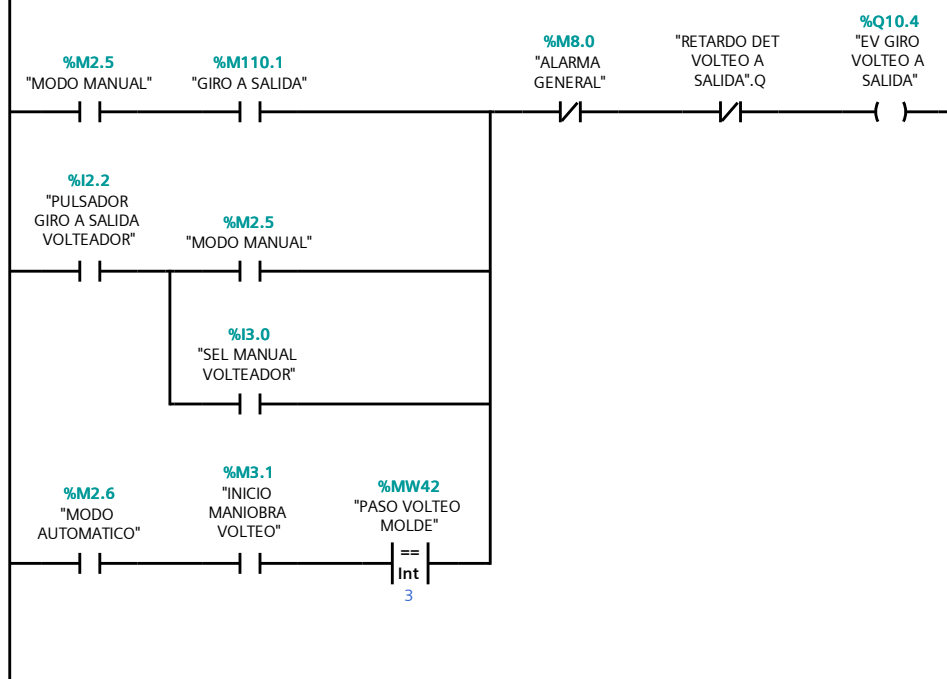 %Q10.4
"EV GIRO
VOLTEO A
SALIDA"
%M8.0
"ALARMA
GENERAL"
"RETARDO DET
VOLTEO A
SALIDA".Q
%M2.5
"MODO MANUAL"
%M110.1
"GIRO A SALIDA"
%I2.2
"PULSADOR
GIRO A SALIDA
VOLTEADOR"
%M2.5
"MODO MANUAL"
%I3.0
"SEL MANUAL
VOLTEADOR"
%M2.6
"MODO
AUTOMATICO"
%M3.1
"INICIO
MANIOBRA
VOLTEO"
%MW42
"PASO VOLTEO
MOLDE"
==
Int
3